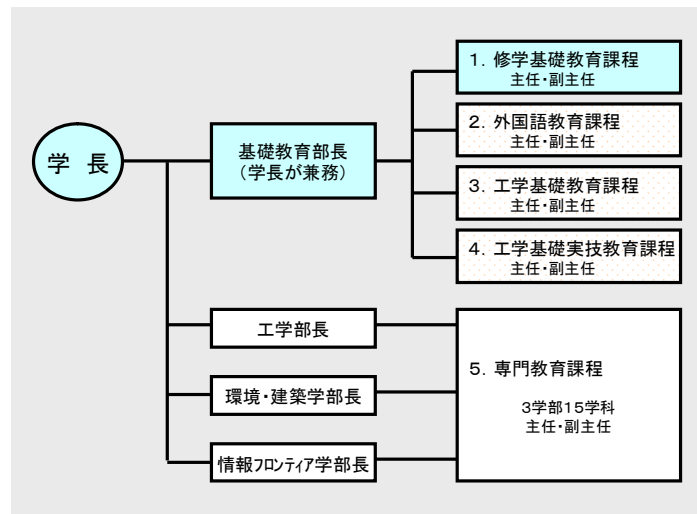 学 長
基礎教育部長
(学長が兼務)
1. 修学基礎教育課程
主任・副主任
2. 外国語教育課程
主任・副主任
3. 工学基礎教育課程
主任・副主任
4. 工学基礎実技教育課程
主任・副主任
工学部長
環境・建築学部長
情報フロンティア学部長
5. 専門教育課程
3学部15学科
主任・副主任